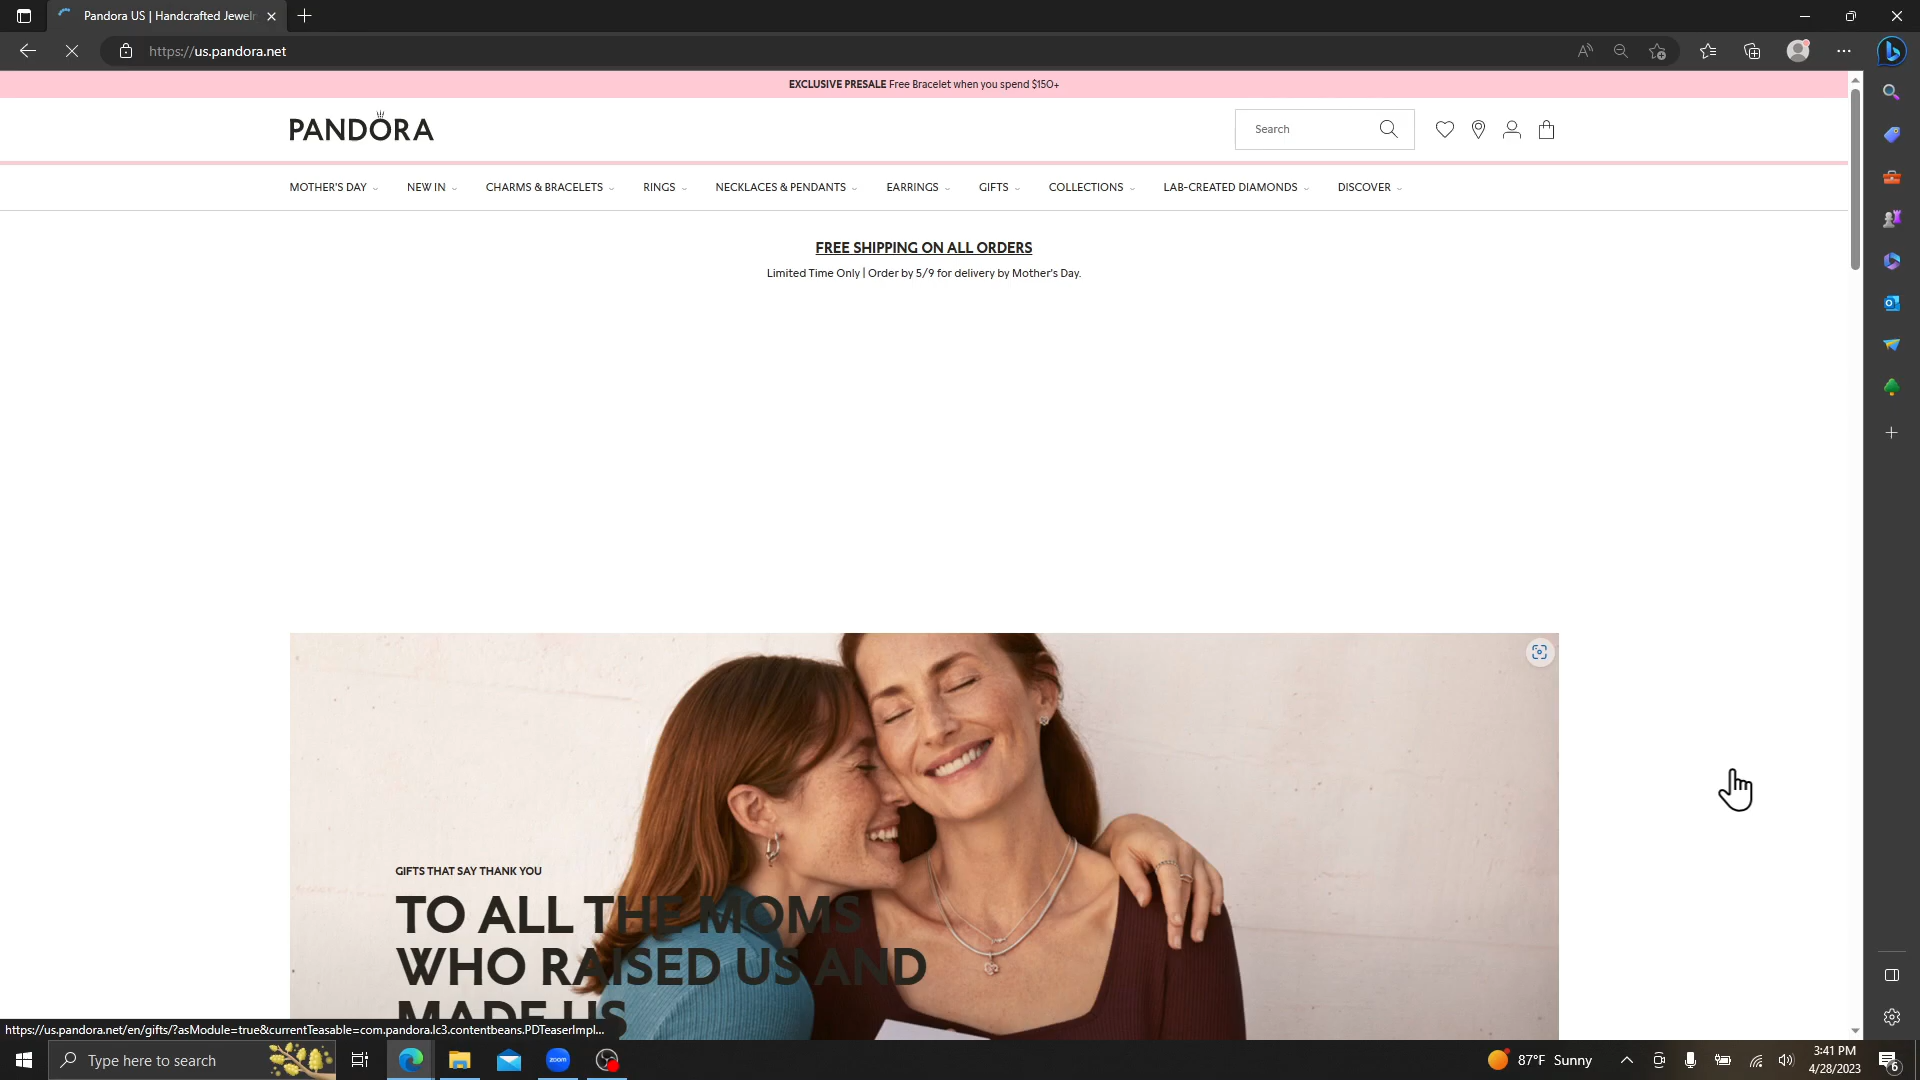 Pandora US | Handcrafted Jewelr
https://us.pandora.net
EXCLUSIVE PRESALE Free Bracelet when you spend $150+
PANDORA
Search
MOTHER'S DAY
NEW IN
CHARMS & BRACELETS
RINGS
NECKLACES & PENDANTS
EARRINGS
GIFTS
COLLECTIONS
LAB-CREATED DIAMONDS
DISCOVER
FREE SHIPPING ON ALL ORDERS
Limited Time Only | Order by 5/9 for delivery by Mother's Day.
GIFTS THAT SAY THANK YOU
TO ALL THE MOMS
WHO RAISED US AND
MADE US
https://us.pandora.net/en/gifts/?asModule=true&currentTeasable=com.pandora.lc3.contentbeans.PDTeaserImpl...
Type here to search
zoom
87°F Sunny
3:41 PM
4/28/2023
6